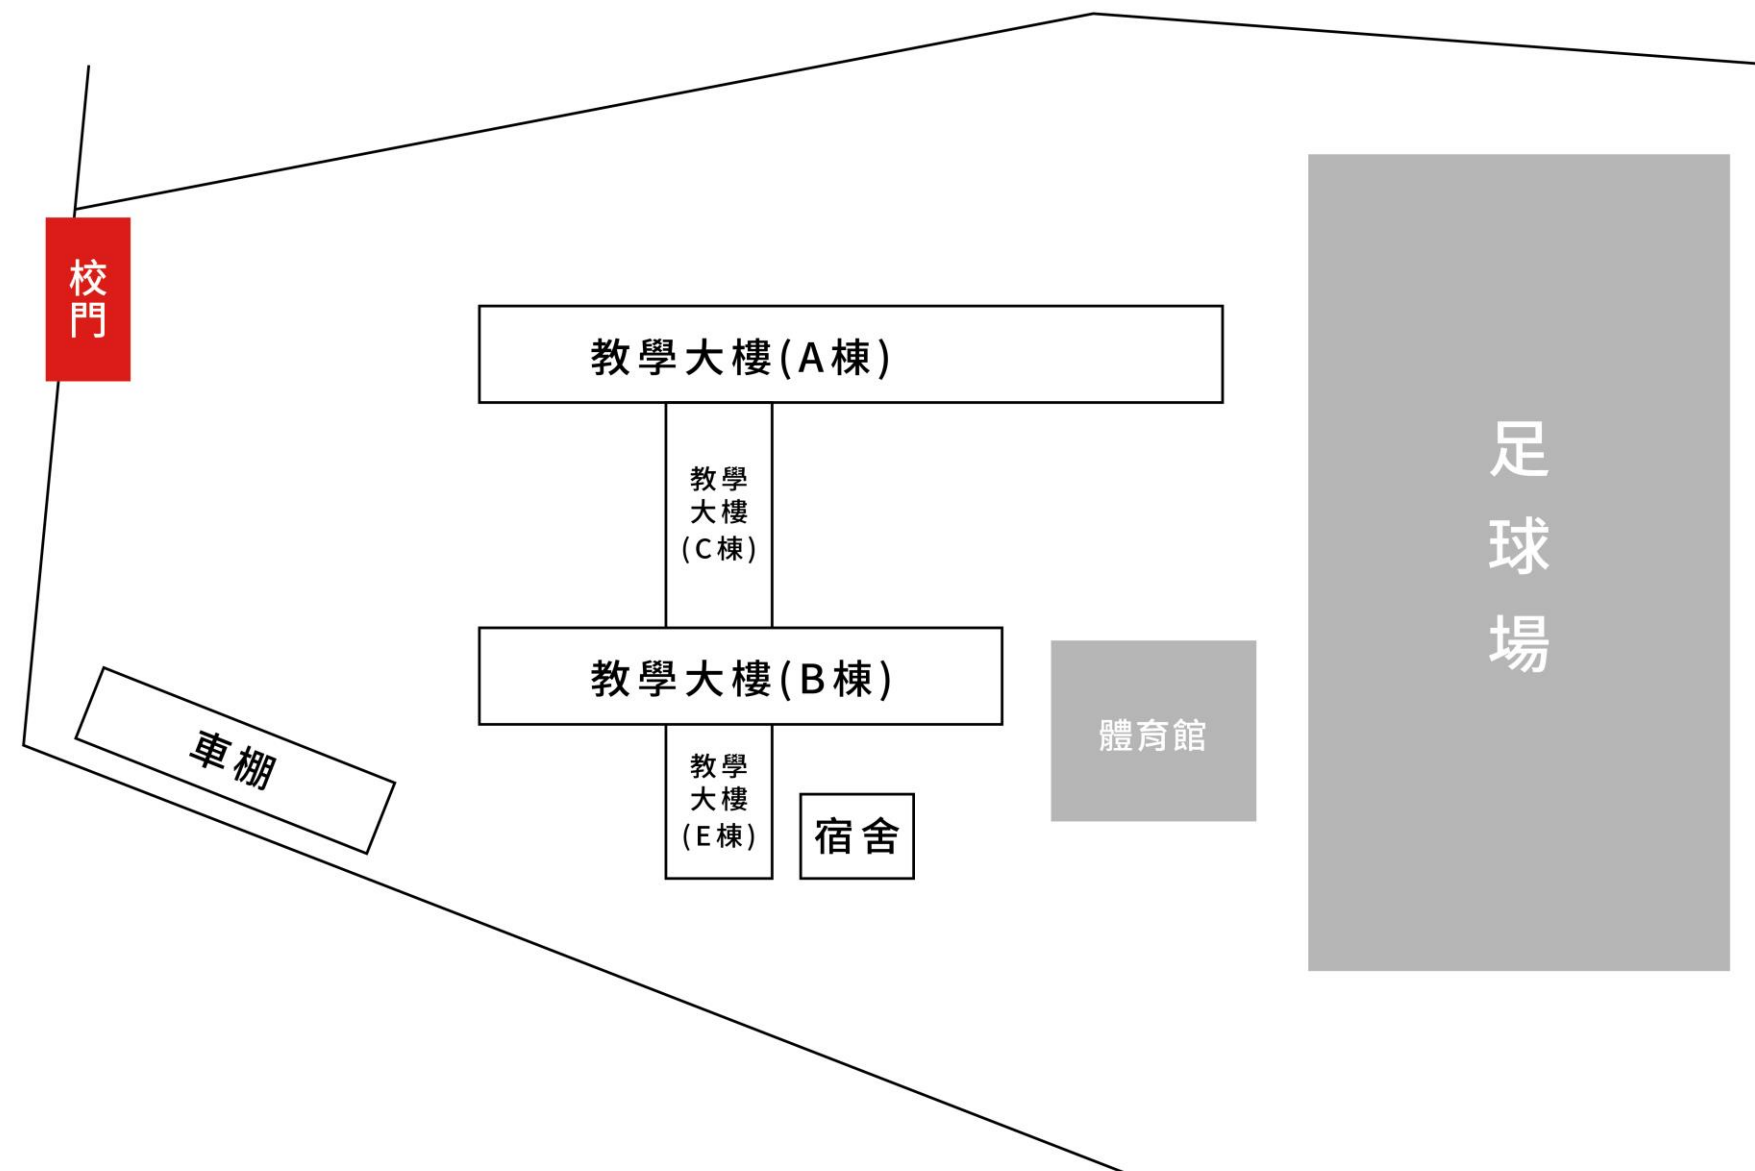 校門
教學大樓(A棟)
教學
大樓
(C棟)
足球場
教學大樓(B棟)
體育館
車棚
教學
大樓
(E棟)
宿舍